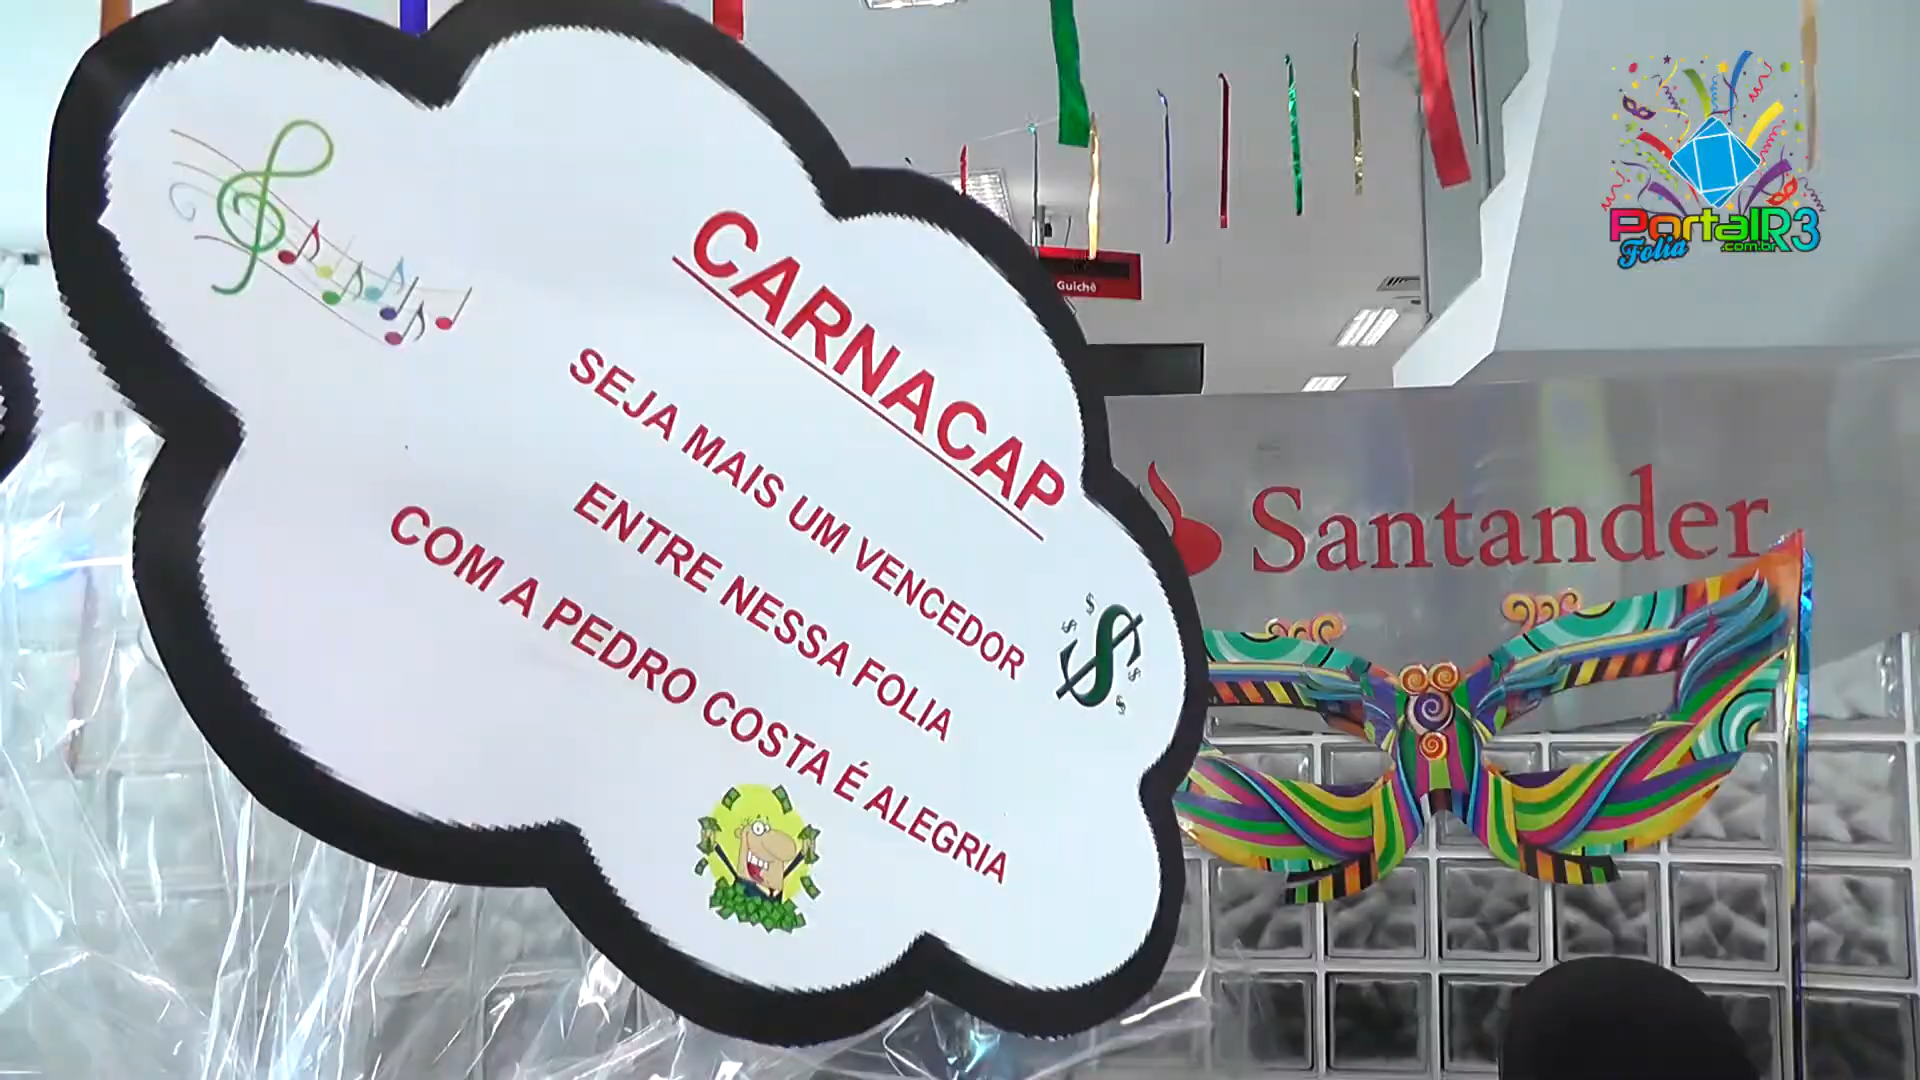 CARNACAP
SEJA MAIS UM VENCEDOR
ENTRE NESSA FOLIA
COM A PEDRO COSTA É ALEGRIA
$
Guichê
Santander
PortalR3
.com.br
Folia